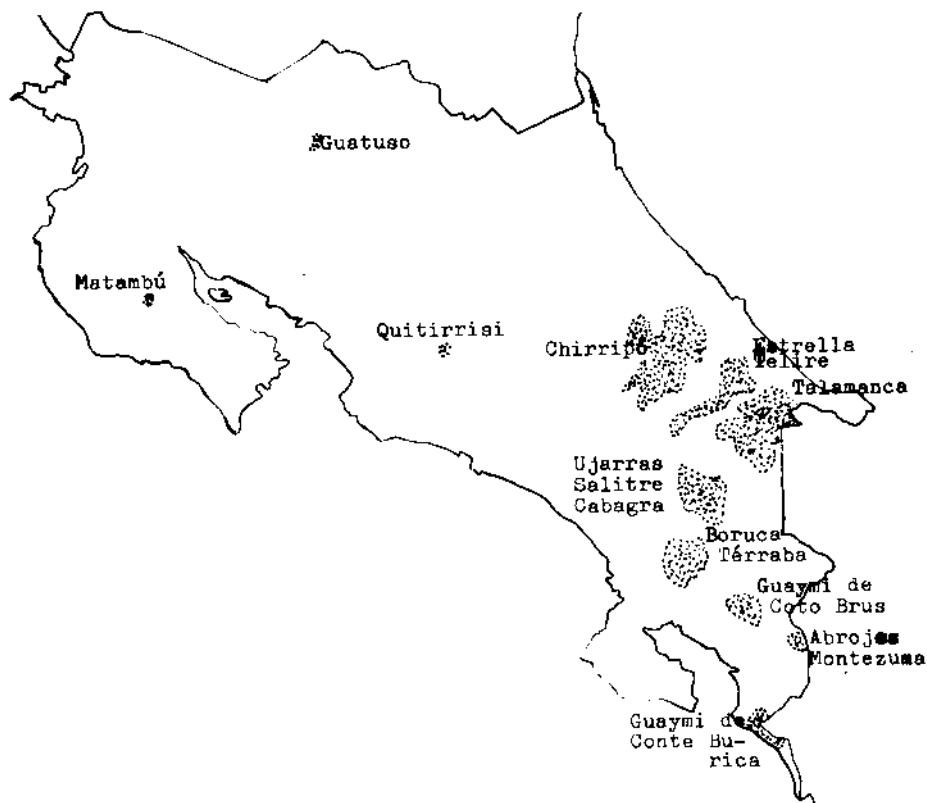 Guatuso
Matambú
Quitirrisi
Chirripó
Estrella
Telire
Talamanca
Ujarras
Salitre
Cabagra
Boruca
Térraba
Guaymi de
Coto Brus
Abrojos
Montezuma
Guaymi de
Conte Bu-
rica